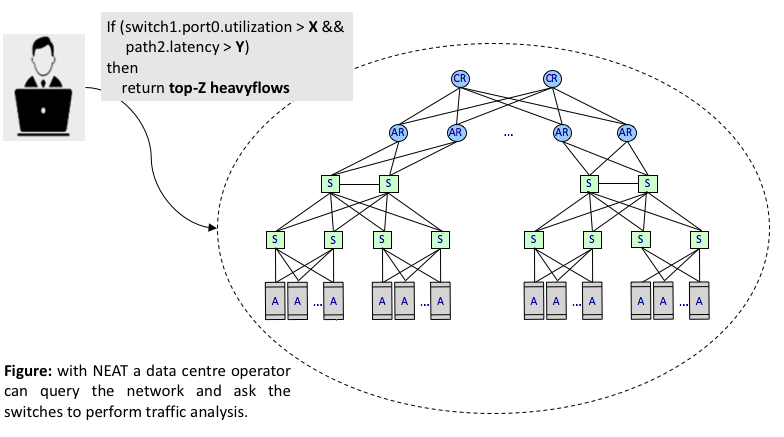 If (switch1.port0.utilization > X &&
path2.latency > Y)
then
return top-Z heavyflows
CR CR
AR AR ... AR AR
S S S S
S S S S S S S S
A A ... A A A ... A A A ... A A A ... A
Figure: with NEAT a data centre operator
can query the network and ask the
switches to perform traffic analysis.